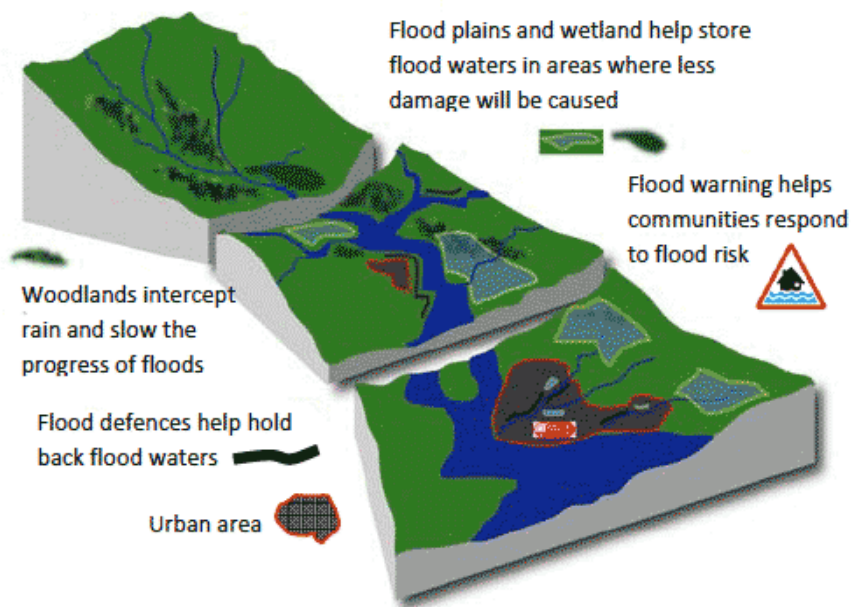 Flood plains and wetland help store
flood waters in areas where less
damage will be caused
Flood warning helps
communities respond
to flood risk
Woodlands intercept
rain and slow the
progress of floods
Flood defences help hold
back flood waters
Urban area